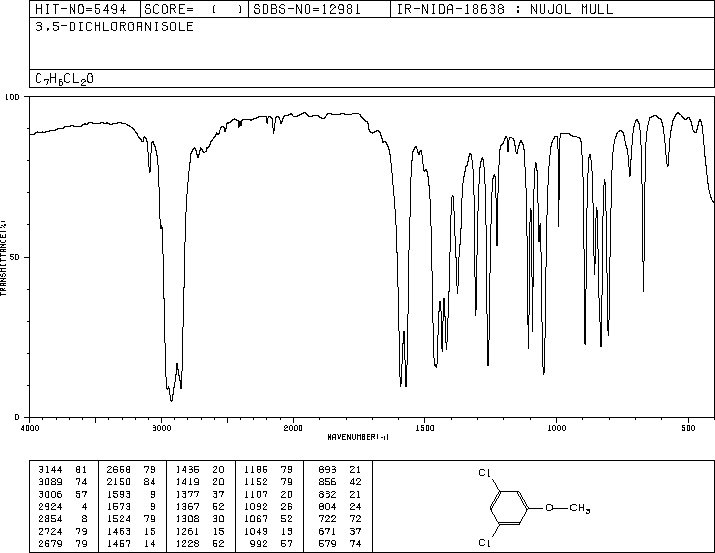 HIT-NO=5494 SCORE= ( ) SDBS-NO=12981 IR-NIDA-18638 : NUJOL MULL
3,5-DICHLOROANISOLE
C7H6CL2O
100
50
0
TRANSMITTANCE(%)
4000 3000 2000 1500 1000 500
WAVENUMBER(-1)
3144 81 2668 79 1436 20 1186 79 893 21
3089 74 2150 84 1419 20 1152 79 856 42
3006 57 1593 9 1377 37 1107 20 832 21
2924 4 1573 9 1367 52 1092 26 804 24
2854 8 1524 79 1308 30 1067 52 722 72
2724 79 1463 15 1261 15 1049 13 671 37
2679 79 1457 14 1228 52 992 57 579 74
Cl
O—CH3
Cl